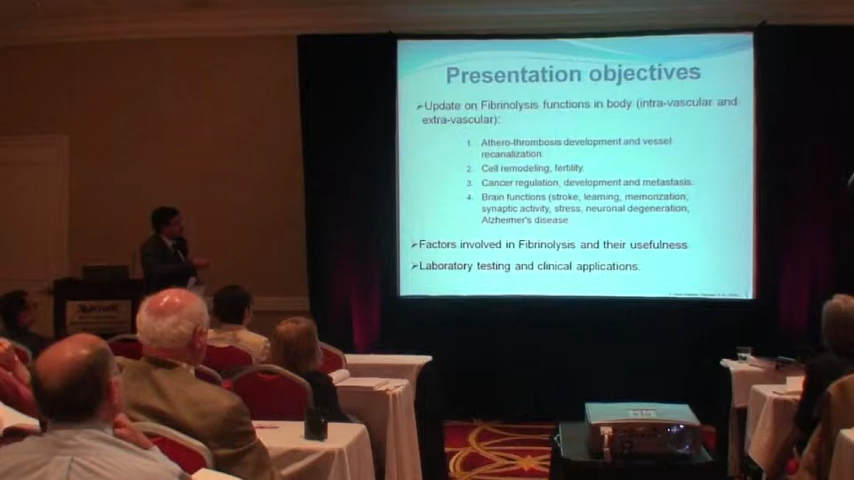 Presentation objectives
➢Update on Fibrinolysis functions in body (intra-vascular and
extra-vascular):
1. Athero-thrombosis development and vessel
recanalization.
2. Cell remodeling, fertility.
3. Cancer regulation, development and metastasis.
4. Brain functions (stroke, learning, memorization,
synaptic activity, stress, neuronal degeneration,
Alzheimer's disease
➢Factors involved in Fibrinolysis and their usefulness
➢Laboratory testing and clinical applications.
Marriott